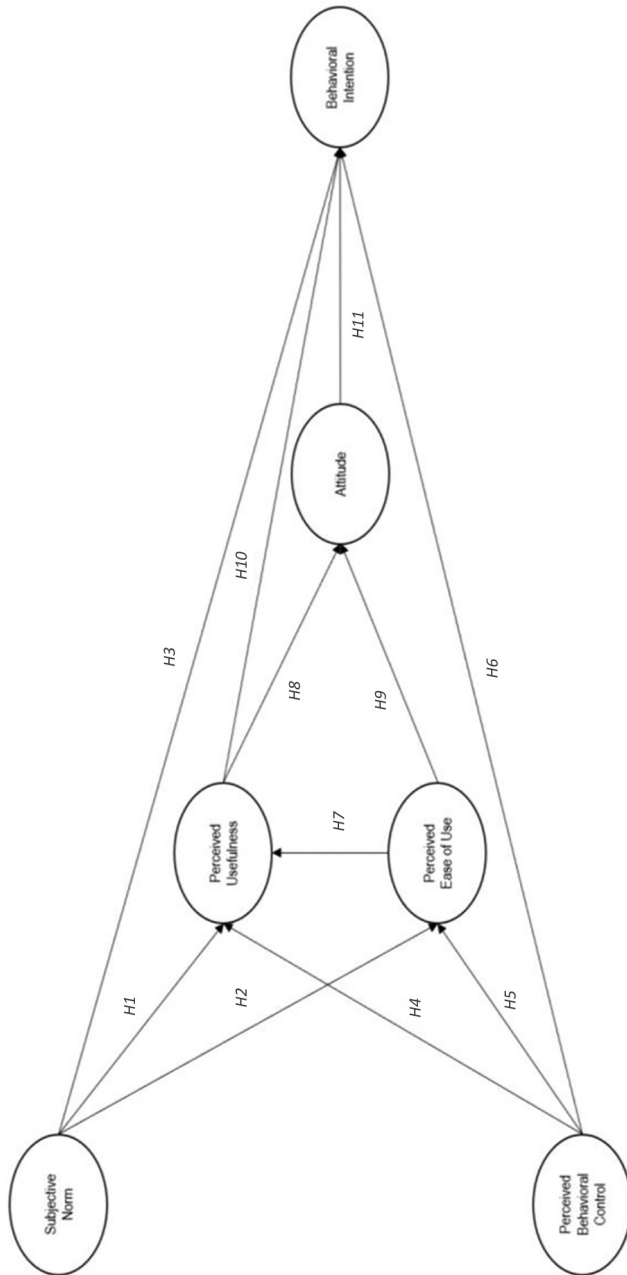 Subjective
Norm
Perceived
Behavioral
Control
H1
H2
H4
H5
Perceived
Usefulness
Perceived
Ease of Use
H7
H3
H10
H8
H9
H6
Attitude
H11
Behavioral
Intention